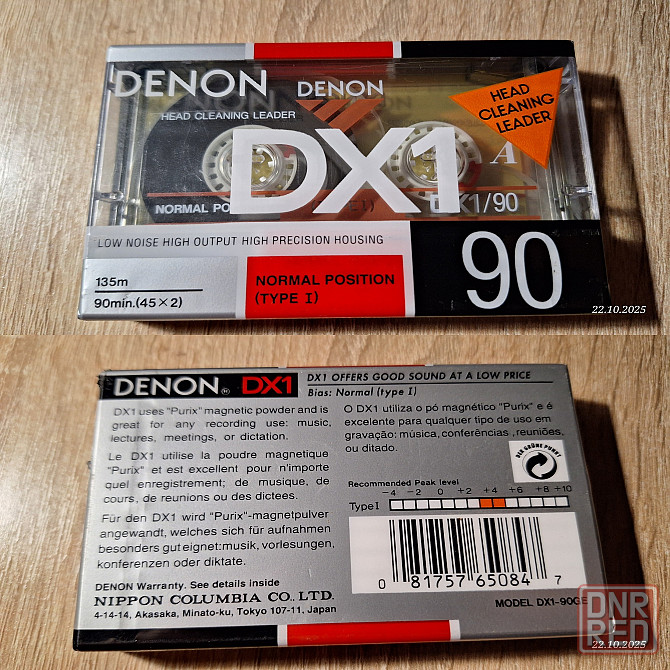 DENON
DENON
HEAD
CLEANING
LEADER
HEAD CLEANING LEADER
DX1
A
NORMAL
DX1/90
LOW NOISE HIGH OUTPUT HIGH PRECISION HOUSING
135m
90min.(45×2)
NORMAL POSITION
(TYPE I)
90
22.10.2025
DENON® DX1
DX1 OFFERS GOOD SOUND AT A LOW PRICE
Bias: Normal (type I)
DX1 uses "Purix" magnetic powder and is
great for any recording use: music,
lectures, meetings, or dictation.
Le DX1 utilise la poudre magnetique
"Purix" et est excellent pour n'importe
quel enregistrement; de musique, de
cours, de reunions ou des dictees.
Für den DX1 wird "Purix"-magnetpulver
angewandt, welches sich für aufnahmen
besonders gut eignet:musik, vorlesungen,
konferenzen oder diktate.
DENON Warranty. See details inside
NIPPON COLUMBIA CO., LTD.
4-14-14, Akasaka, Minato-ku, Tokyo 107-11, Japan
O DX1 utiliza o pó magnético "Purix" e é
excelente para qualquer tipo de uso em
gravação: música, conferências, reuniões,
ou ditado.
DER GRÜNE PUNKT
Recommended Peak level
-4 -2 0 +2 +4 +6 +8 +10
Type I
0 81757 65084 7
MODEL DX1-90GE
DNR
RED
22.10.2025